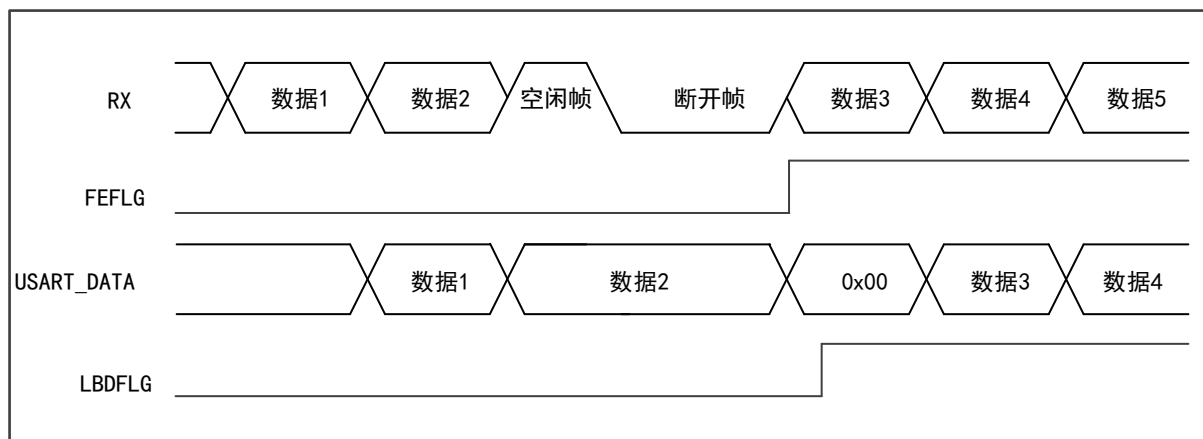 RX 数据1 数据2 空闲帧 断开帧 数据3 数据4 数据5
FEFLG
USART_DATA 数据1 数据2 0x00 数据3 数据4
LBDFLG